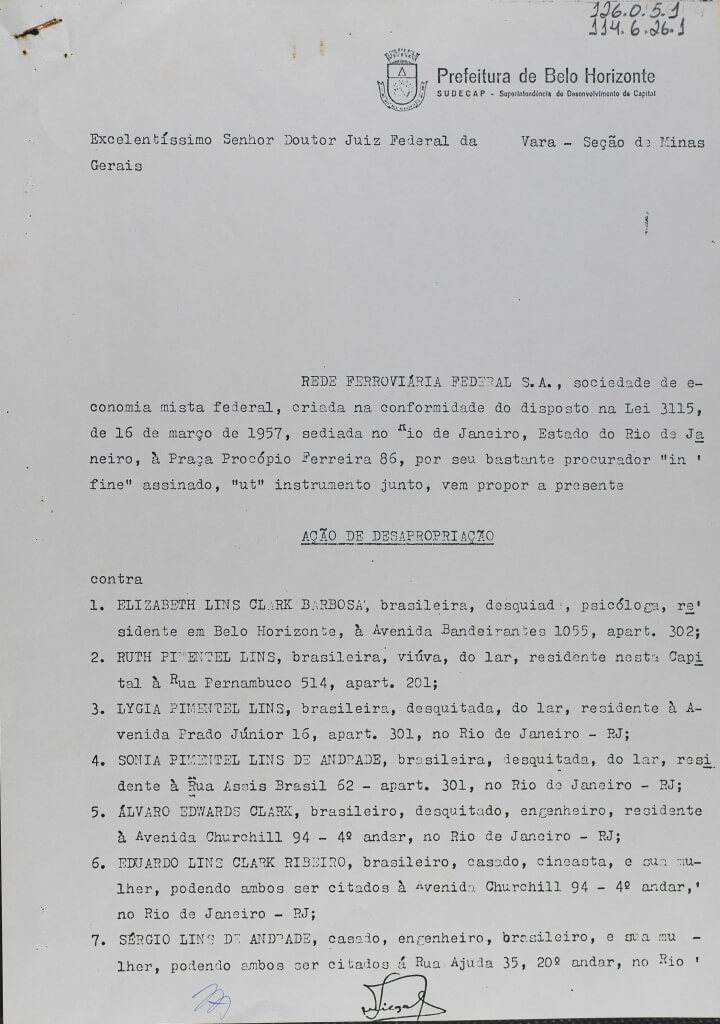 126.0.5.1
114.6.26.1
Prefeitura de Belo Horizonte
SUDECAP - Superintendência de Desenvolvimento da Capital
Excelentíssimo Senhor Doutor Juiz Federal da Vara - Seção de Minas
Gerais
REDE FERROVIÁRIA FEDERAL S.A., sociedade de e-
conomia mista federal, criada na conformidade do disposto na Lei 3115,
de 16 de março de 1957, sediada no Rio de Janeiro, Estado do Rio de Ja
neiro, à Praça Procópio Ferreira 86, por seu bastante procurador "in '
fine" assinado, "ut" instrumento junto, vem propor a presente
AÇÃO DE DESAPROPRIAÇÃO
contra
1. ELIZABETH LINS CLARK BARBOSA, brasileira, desquiad, psicóloga, re'
sidente em Belo Horizonte, à Avenida Bandeirantes 1055, apart. 302;
2. RUTH PIMENTEL LINS, brasileira, viúva, do lar, residente nesta Capi
tal à Rua Pernambuco 514, apart. 201;
3. LYGIA PIMENTEL LINS, brasileira, desquitada, do lar, residente à A-
venida Prado Júnior 16, apart. 301, no Rio de Janeiro - RJ;
4. SONIA PIMENTEL LINS DE ANDRADE, brasileira, desquitada, do lar, resi
dente à Rua Assis Brasil 62 - apart. 301, no Rio de Janeiro - RJ;
5. ÁLVARO EDWARDS CLARK, brasileiro, desquitado, engenheiro, residente
à Avenida Churchill 94 - 4º andar, no Rio de Janeiro - RJ;
6. EDUARDO LINS CLARK RIBEIRO, brasileiro, casado, cineasta, e sua mu-
lher, podendo ambos ser citados à Avenida Churchill 94 - 4º andar,'
no Rio de Janeiro - RJ;
7. SÉRGIO LINS DE ANDRADE, casado, engenheiro, brasileiro, e sua mu -
lher, podendo ambos ser citados á Rua Ajuda 35, 20º andar, no Rio '